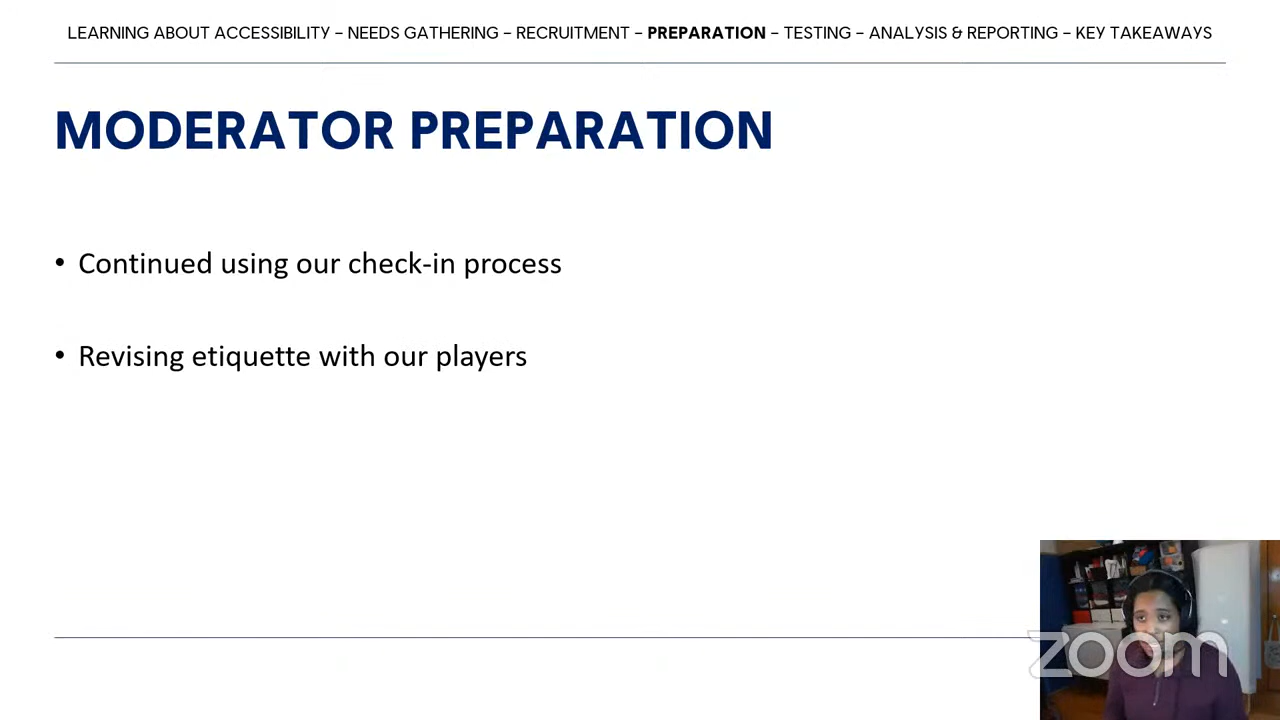 LEARNING ABOUT ACCESSIBILITY – NEEDS GATHERING – RECRUITMENT – PREPARATION – TESTING – ANALYSIS & REPORTING – KEY TAKEAWAYS
MODERATOR PREPARATION
• Continued using our check-in process
• Revising etiquette with our players
zoom